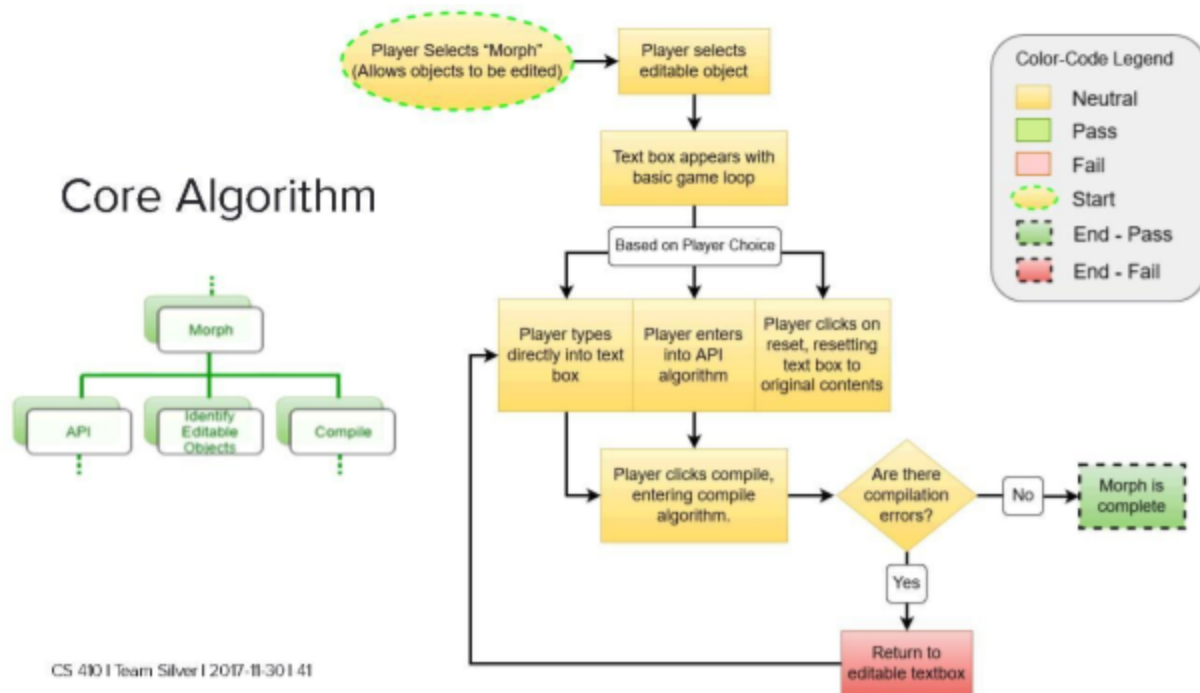 Core Algorithm
Morph
API
Identify
Editable
Objects
Compile
CS 410 | Team Silver | 2017-11-30 | 41
Player Selects “Morph”
(Allows objects to be edited)
Player selects
editable object
Text box appears with
basic game loop
Based on Player Choice
Player types
directly into text
box
Player enters
into API
algorithm
Player clicks on
reset, resetting
text box to
original contents
Player clicks compile,
entering compile
algorithm.
Are there
compilation
errors?
No
Morph is
complete
Yes
Return to
editable textbox
Color-Code Legend
Neutral
Pass
Fail
Start
End - Pass
End - Fail